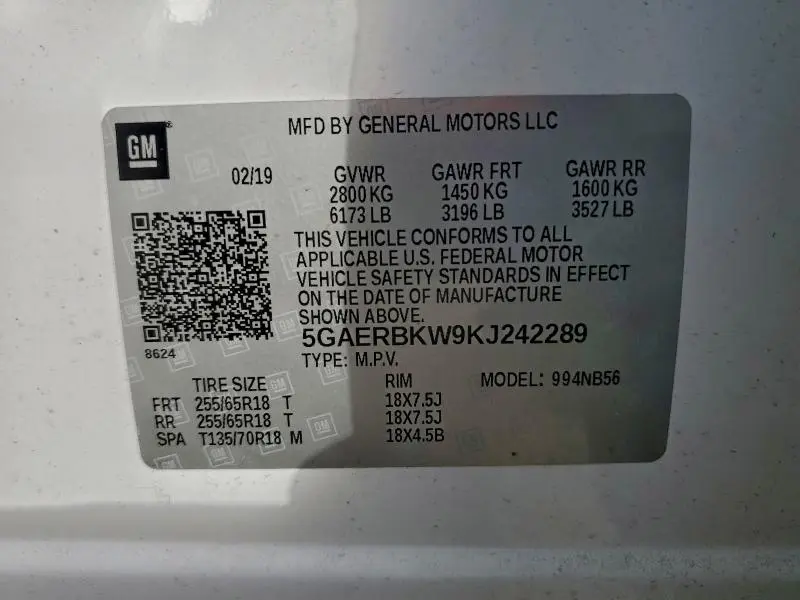 GM
MFD BY GENERAL MOTORS LLC
02/19 GVWR GAWR FRT GAWR RR
2800 KG 1450 KG 1600 KG
6173 LB 3196 LB 3527 LB
THIS VEHICLE CONFORMS TO ALL
APPLICABLE U.S. FEDERAL MOTOR
VEHICLE SAFETY STANDARDS IN EFFECT
ON THE DATE OF MANUFACTURE
SHOWN ABOVE.
5GAERBKW9KJ242289
8624
TYPE: M.P.V.
TIRE SIZE RIM MODEL: 994NB56
FRT 255/65R18 T 18X7.5J
RR 255/65R18 T 18X7.5J
SPA T135/70R18 M 18X4.5B